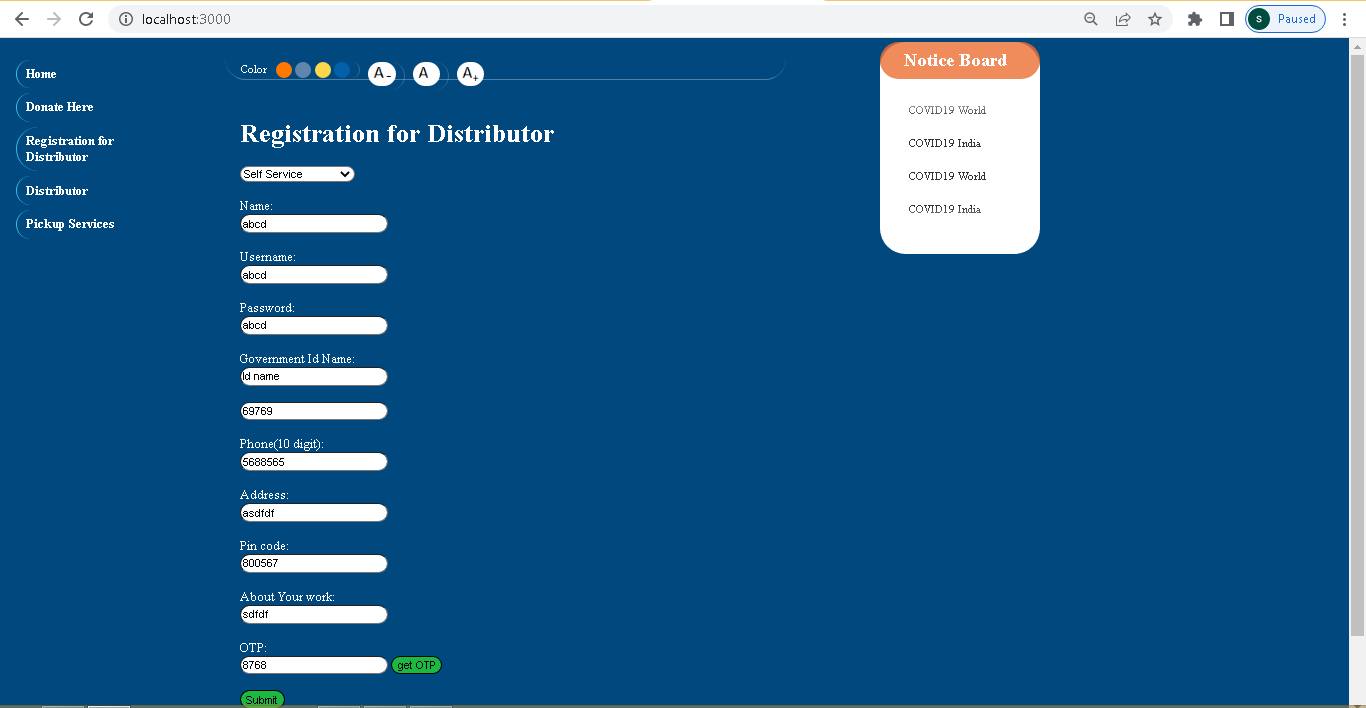 localhost:3000
S
Paused
Home
Donate Here
Registration for
Distributor
Distributor
Pickup Services
Color
A-
A
A+
Registration for Distributor
Self Service
Name:
abcd
Username:
abcd
Password:
abcd
Government Id Name:
Id name
69769
Phone(10 digit):
5688565
Address:
asdfdf
Pin code:
800567
About Your work:
sdfdf
OTP:
8768
get OTP
Submit
Notice Board
COVID19 World
COVID19 India
COVID19 World
COVID19 India